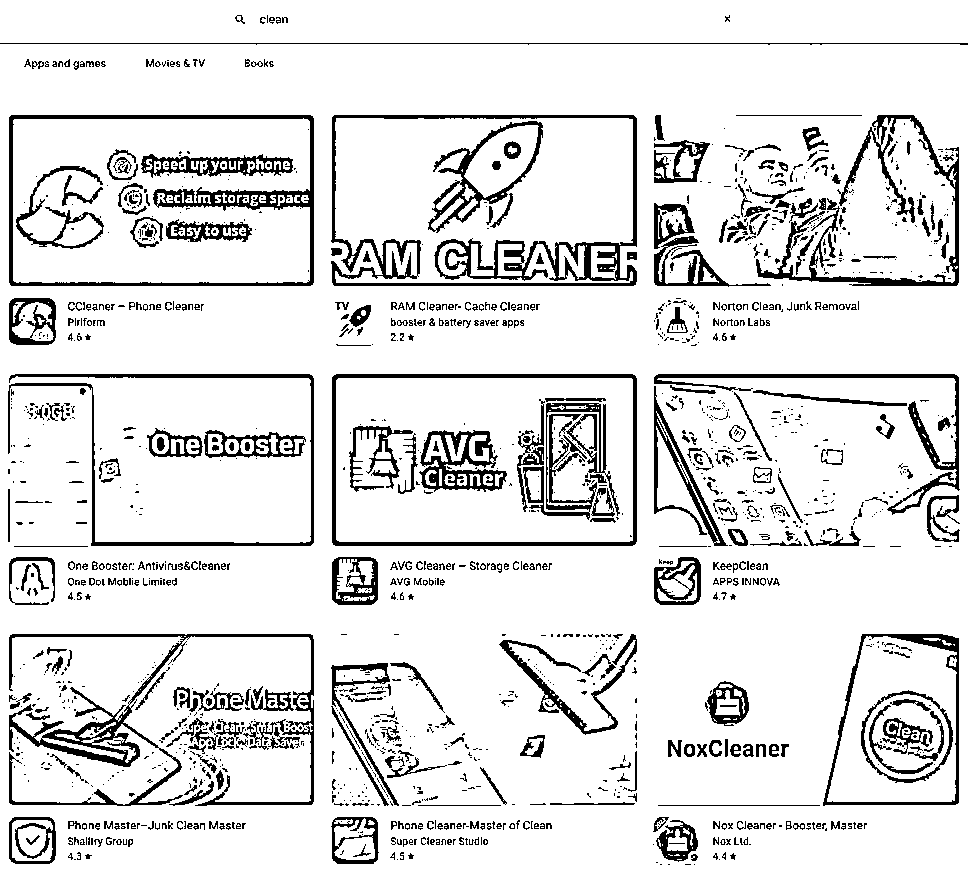 clean
Apps and games
Movies & TV
Books
Speed up your phone
Reclaim storage space
Easy to use
CCleaner – Phone Cleaner
Piriform
4.6 ★
RAM CLEANER
TV
RAM Cleaner- Cache Cleaner
booster & battery saver apps
2.2 ★
Norton Clean, Junk Removal
Norton Labs
4.6 ★
One Booster
One Booster: Antivirus&Cleaner
One Dot Moblie Limited
4.5 ★
AVG
Cleaner
AVG Cleaner – Storage Cleaner
AVG Mobile
4.6 ★
Keep
KeepClean
APPS INNOVA
4.7 ★
Phone Master
Super Clean, Smart Boost
App Lock, Data Saver
Phone Master–Junk Clean Master
Shalltry Group
4.3 ★
Phone Cleaner-Master of Clean
Super Cleaner Studio
4.5 ★
NoxCleaner
Clean
Nox Cleaner - Booster, Master
Nox Ltd.
4.4 ★